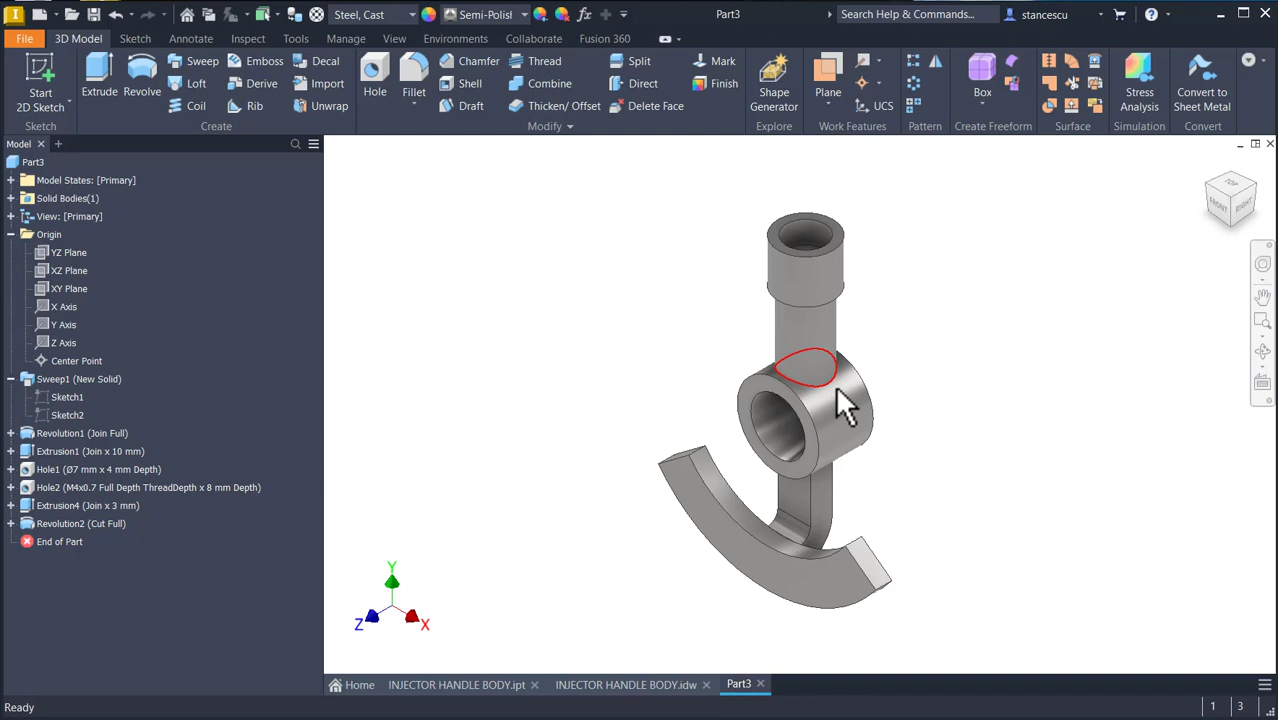 Steel, Cast
Semi-Polisl
Part3
Search Help & Commands...
stancescu
File
3D Model
Sketch
Annotate
Inspect
Tools
Manage
View
Environments
Collaborate
Fusion 360
Start
2D Sketch
Sketch
Extrude
Revolve
Sweep
Loft
Coil
Emboss
Derive
Rib
Decal
Import
Unwrap
Create
Hole
Fillet
Chamfer
Shell
Draft
Thread
Combine
Thicken/ Offset
Split
Direct
Delete Face
Mark
Finish
Modify
Shape
Generator
Explore
Plane
UCS
Work Features
Pattern
Box
Create Freeform
Surface
Stress
Analysis
Simulation
Convert to
Sheet Metal
Convert
Model
Part3
Model States: [Primary]
Solid Bodies(1)
View: [Primary]
Origin
YZ Plane
XZ Plane
XY Plane
X Axis
Y Axis
Z Axis
Center Point
Sweep1 (New Solid)
Sketch1
Sketch2
Revolution1 (Join Full)
Extrusion1 (Join x 10 mm)
Hole1 (Ø7 mm x 4 mm Depth)
Hole2 (M4x0.7 Full Depth ThreadDepth x 8 mm Depth)
Extrusion4 (Join x 3 mm)
Revolution2 (Cut Full)
End of Part
TOP
FRONT
RIGHT
Y
Z
X
Home
INJECTOR HANDLE BODY.ipt
INJECTOR HANDLE BODY.idw
Part3
Ready
1
3